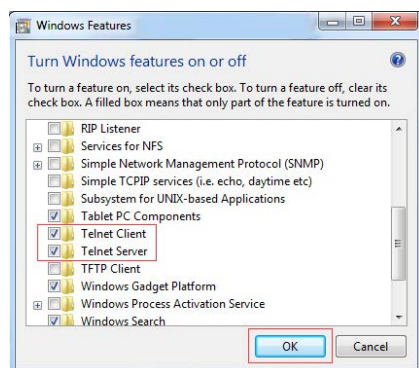 Windows Features
Turn Windows features on or off
To turn a feature on, select its check box. To turn a feature off, clear its
check box. A filled box means that only part of the feature is turned on.
RIP Listener
Services for NFS
Simple Network Management Protocol (SNMP)
Simple TCPIP services (i.e. echo, daytime etc)
Subsystem for UNIX-based Applications
Tablet PC Components
Telnet Client
Telnet Server
TFTP Client
Windows Gadget Platform
Windows Process Activation Service
Windows Search
OK
Cancel